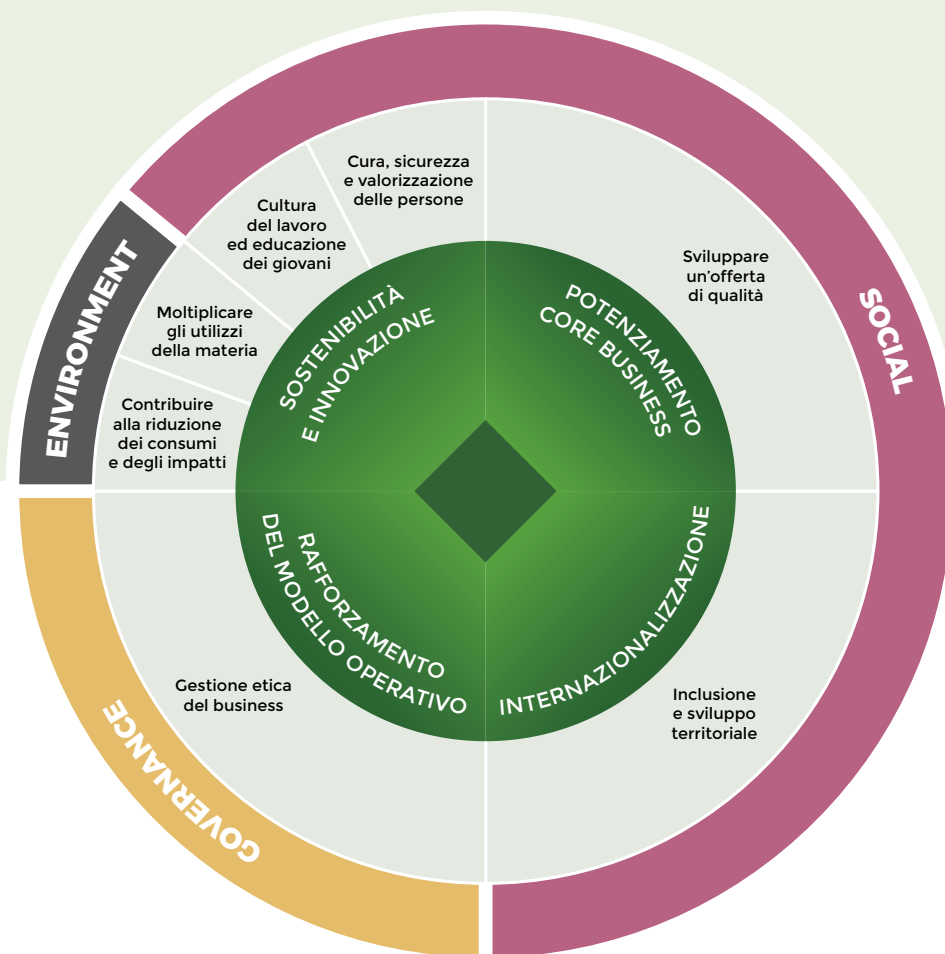 Cura, sicurezza
e valorizzazione
delle persone
Cultura
del lavoro
ed educazione
dei giovani
Moltiplicare
gli utilizzi
della materia
Contribuire
alla riduzione
dei consumi
e degli impatti
Sviluppare
un’offerta
di qualità
SOSTENIBILITÀ
E INNOVAZIONE
POTENZIAMENTO
CORE BUSINESS
ENVIRONMENT
SOCIAL
RAFFORZAMENTO
DEL MODELLO OPERATIVO
INTERNAZIONALIZZAZIONE
Gestione etica
del business
Inclusione
e sviluppo
territoriale
GOVERNANCE